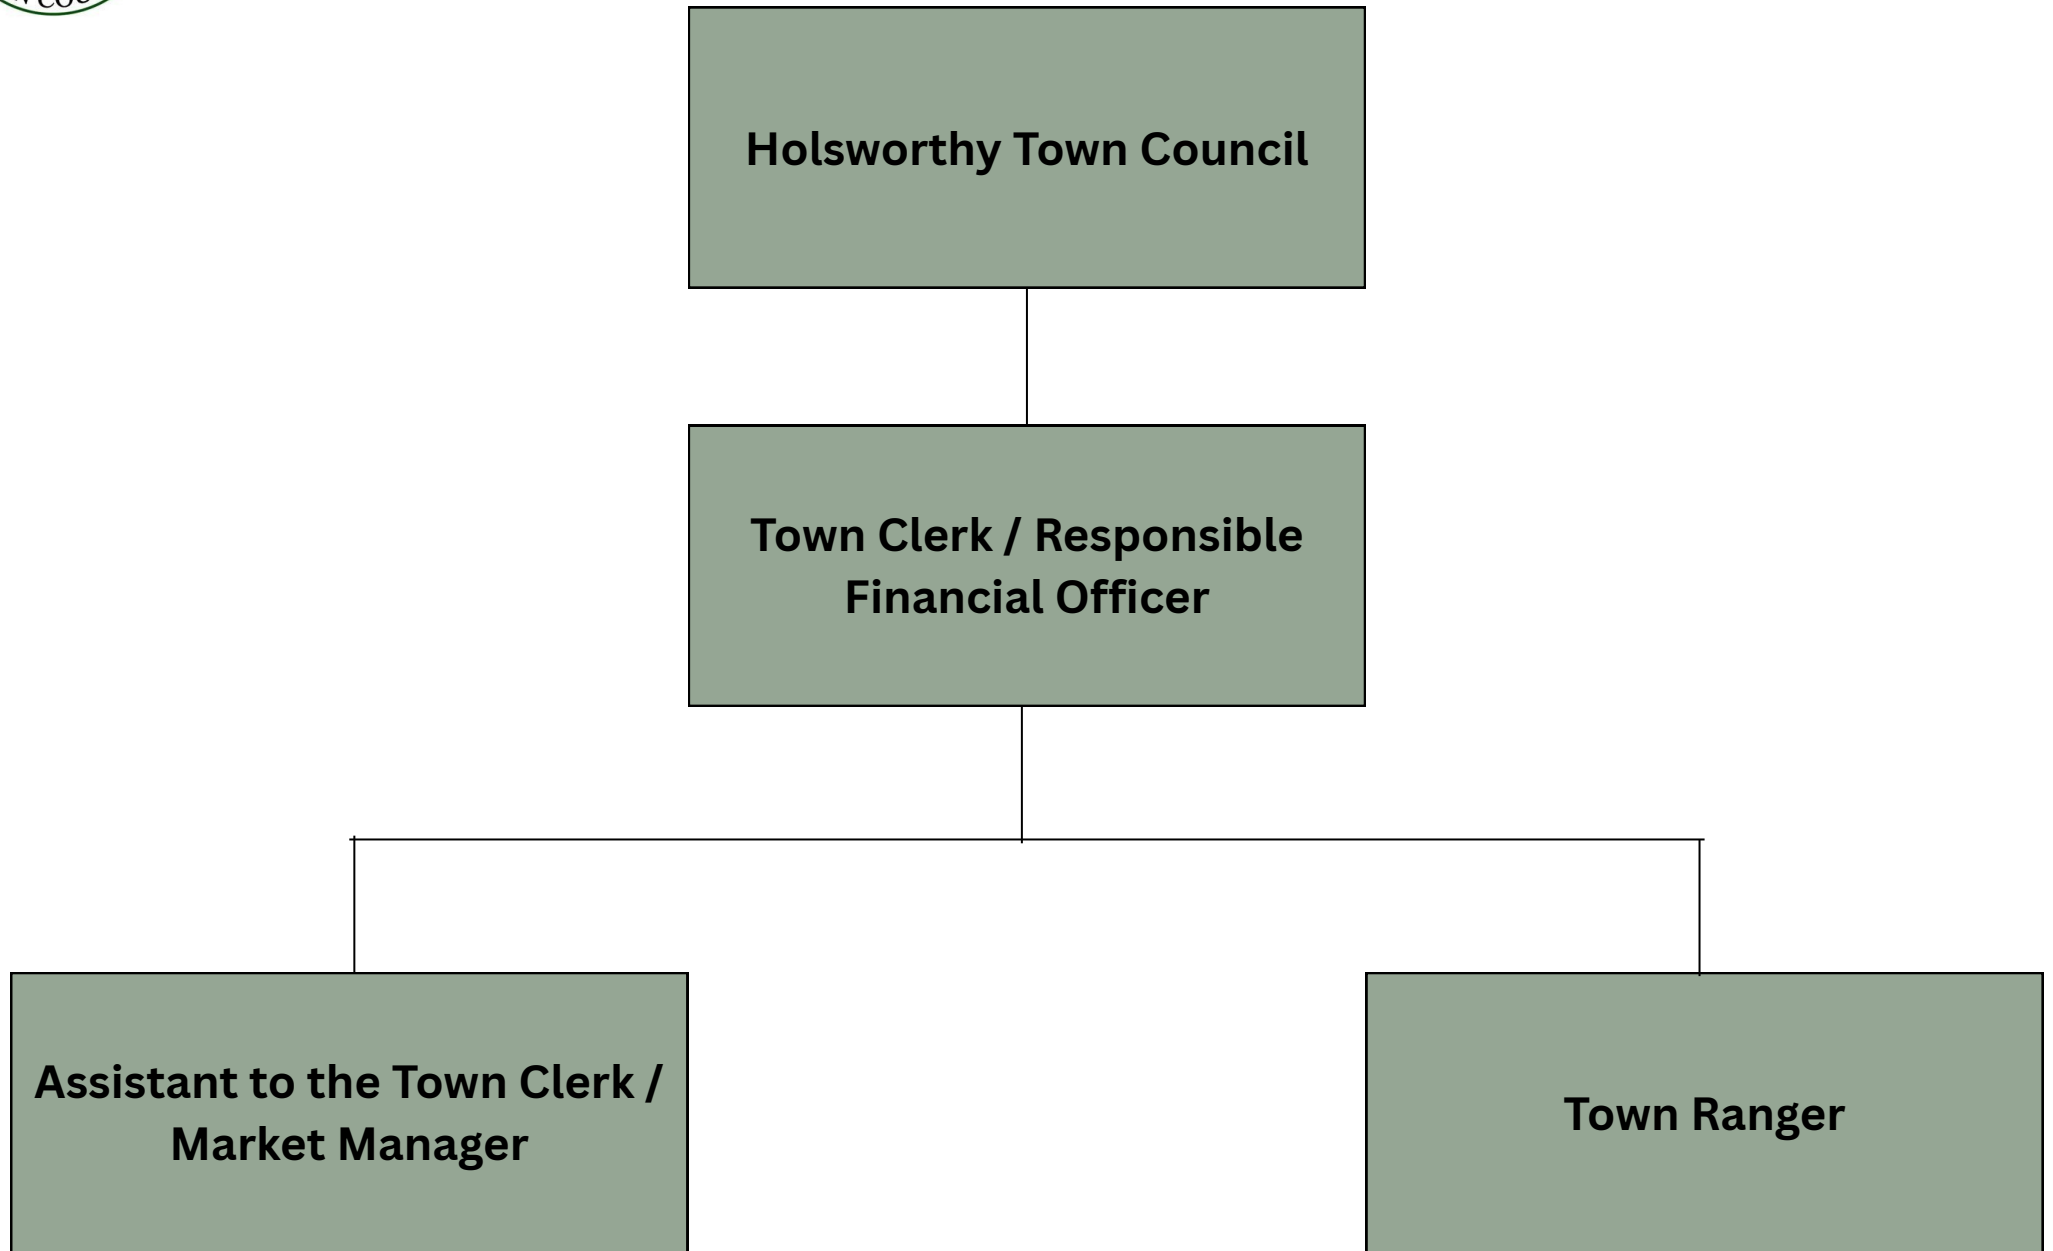 Holsworthy Town Council
Town Clerk / Responsible
Financial Officer
Assistant to the Town Clerk /
Market Manager
Town Ranger